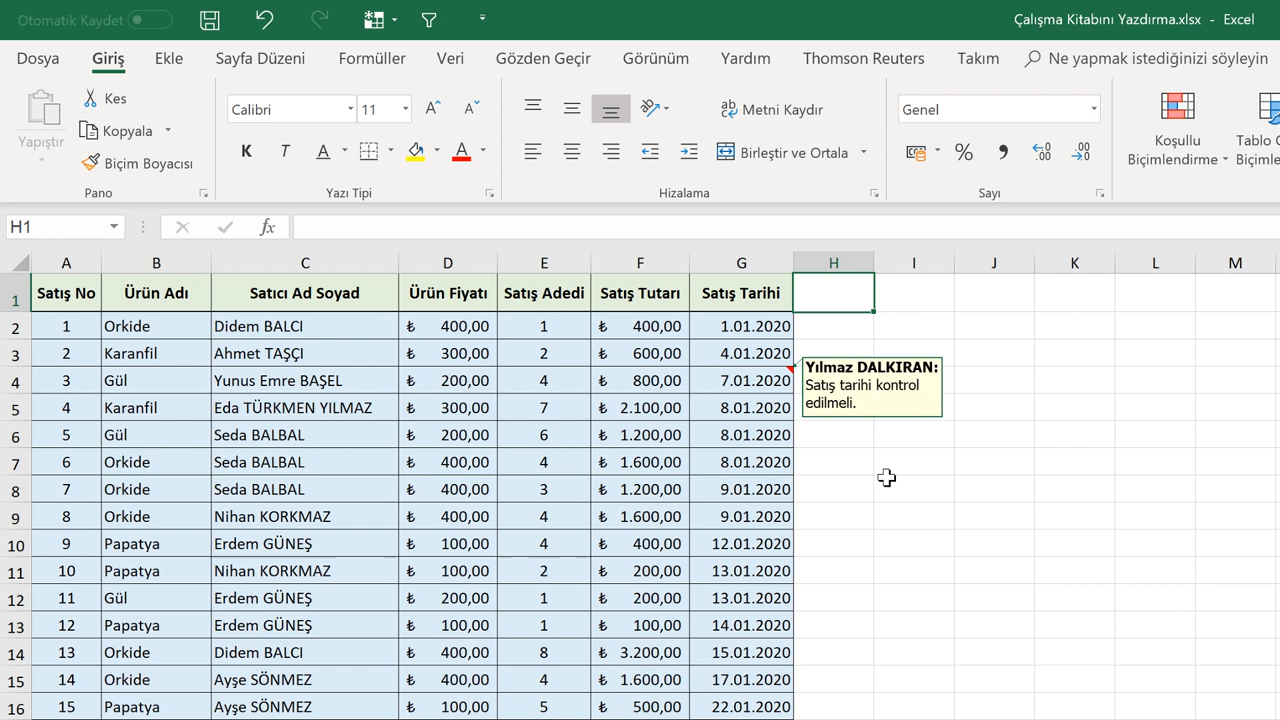 Otomatik Kaydet
Çalışma Kitabını Yazdırma.xlsx - Excel
Dosya Giriş Ekle Sayfa Düzeni Formüller Veri Gözden Geçir Görünüm Yardım Thomson Reuters Takım Ne yapmak istediğinizi söyleyin
Yapıştır
Kes
Kopyala
Biçim Boyacısı
Pano
Calibri 11
K T A
Yazı Tipi
Metni Kaydır
Birleştir ve Ortala
Hizalama
Genel
Sayı
Koşullu
Biçimlendirme
Tablo
Biçimle
H1 fx
A B C D E F G H I J K L M
1 Satış No Ürün Adı Satıcı Ad Soyad Ürün Fiyatı Satış Adedi Satış Tutarı Satış Tarihi
2 1 Orkide Didem BALCI ₺ 400,00 1 ₺ 400,00 1.01.2020
3 2 Karanfil Ahmet TAŞÇI ₺ 300,00 2 ₺ 600,00 4.01.2020
4 3 Gül Yunus Emre BAŞEL ₺ 200,00 4 ₺ 800,00 7.01.2020
5 4 Karanfil Eda TÜRKMEN YILMAZ ₺ 300,00 7 ₺ 2.100,00 8.01.2020
6 5 Gül Seda BALBAL ₺ 200,00 6 ₺ 1.200,00 8.01.2020
7 6 Orkide Seda BALBAL ₺ 400,00 4 ₺ 1.600,00 8.01.2020
8 7 Orkide Seda BALBAL ₺ 400,00 3 ₺ 1.200,00 9.01.2020
9 8 Orkide Nihan KORKMAZ ₺ 400,00 4 ₺ 1.600,00 9.01.2020
10 9 Papatya Erdem GÜNEŞ ₺ 100,00 4 ₺ 400,00 12.01.2020
11 10 Papatya Nihan KORKMAZ ₺ 100,00 2 ₺ 200,00 13.01.2020
12 11 Gül Erdem GÜNEŞ ₺ 200,00 1 ₺ 200,00 13.01.2020
13 12 Papatya Erdem GÜNEŞ ₺ 100,00 1 ₺ 100,00 14.01.2020
14 13 Orkide Didem BALCI ₺ 400,00 8 ₺ 3.200,00 15.01.2020
15 14 Orkide Ayşe SÖNMEZ ₺ 400,00 4 ₺ 1.600,00 17.01.2020
16 15 Papatya Ayşe SÖNMEZ ₺ 100,00 5 ₺ 500,00 22.01.2020
Yılmaz DALKIRAN:
Satış tarihi kontrol
edilmeli.